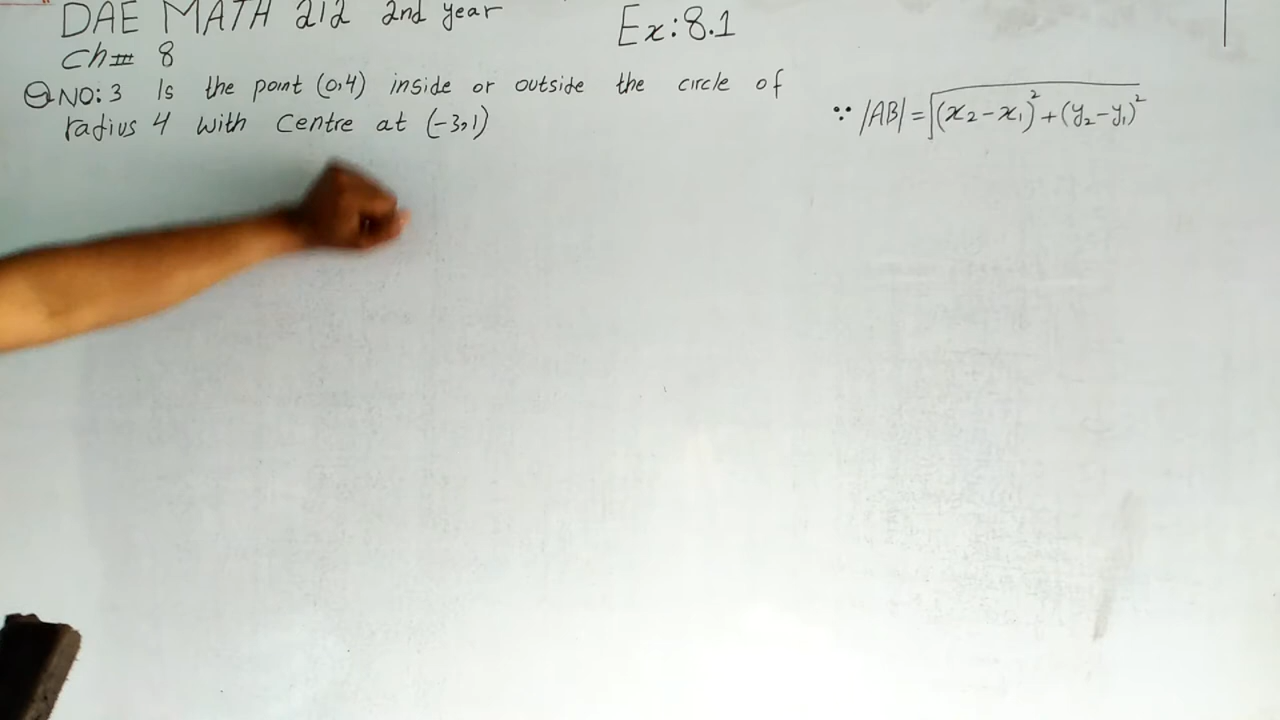 DAE MATH 212 2nd year
Ex:8.1
Ch# 8
Q NO:3 Is the point (0,4) inside or outside the circle of
radius 4 with Centre at (-3,1)
∵ |AB| = √(x₂-x₁)²+(y₂-y₁)²